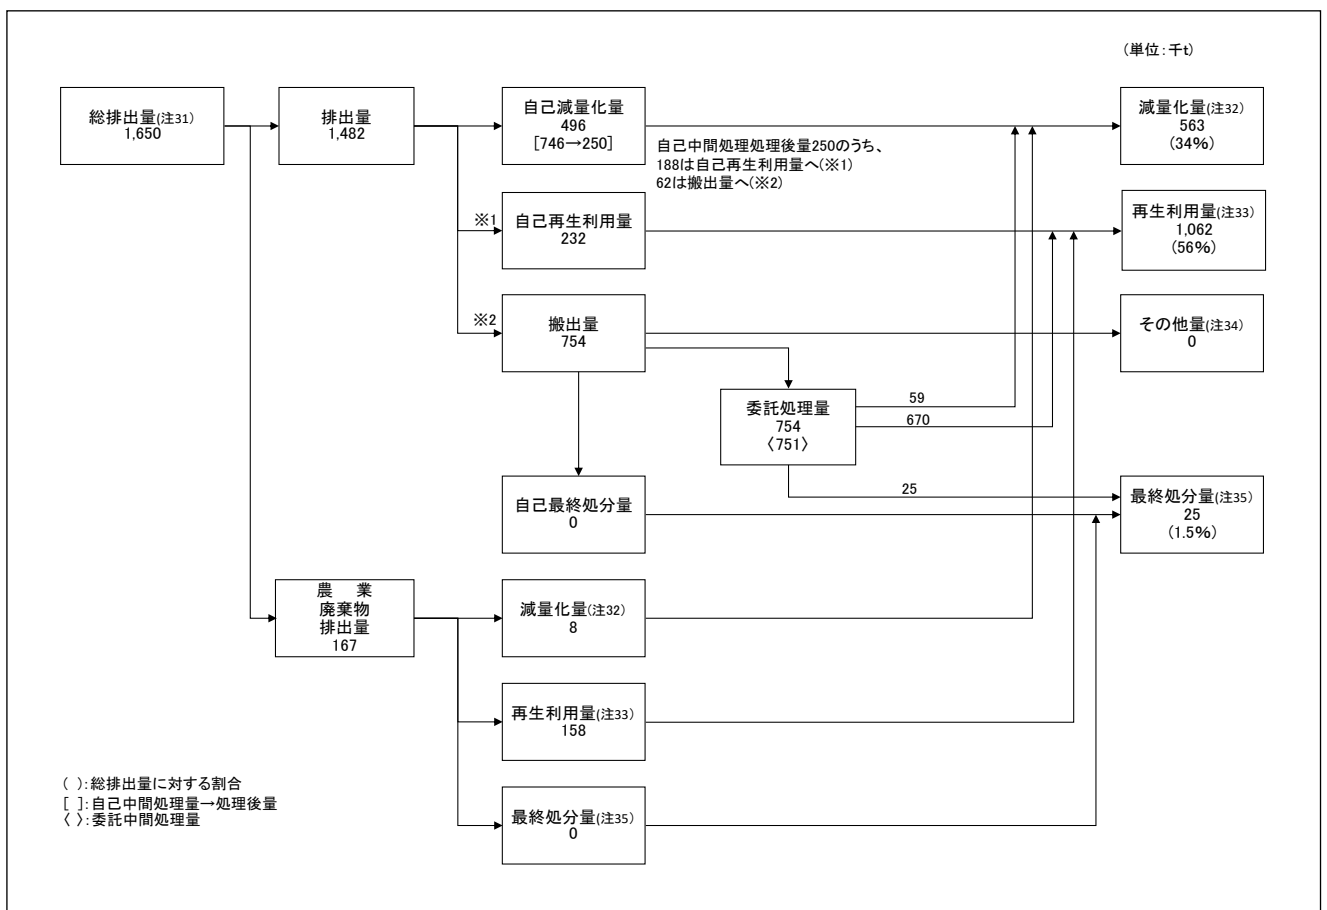 (単位:千t)
総排出量(注31)
1,650
排出量
1,482
自己減量化量
496
[746→250]
減量化量(注32)
563
(34%)
自己中間処理処理後量250のうち、
188は自己再生利用量へ(※1)
62は搬出量へ(※2)
※1
自己再生利用量
232
再生利用量(注33)
1,062
(56%)
※2
搬出量
754
その他量(注34)
0
委託処理量
754
〈751〉
59
670
25
自己最終処分量
0
最終処分量(注35)
25
(1.5%)
農 業
廃棄物
排出量
167
減量化量(注32)
8
再生利用量(注33)
158
最終処分量(注35)
0
( ):総排出量に対する割合
[ ]:自己中間処理量→処理後量
〈 〉:委託中間処理量